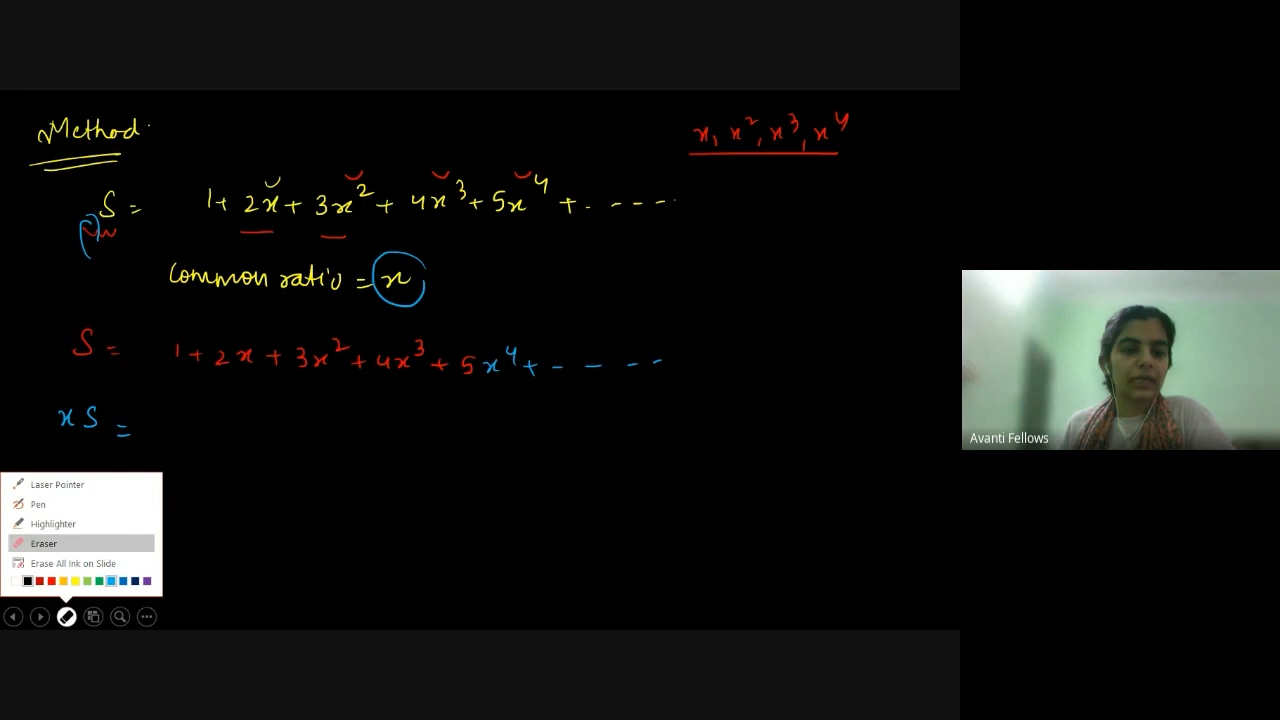 Method
x, x², x³, x⁴
S = 1 + 2x + 3x² + 4x³ + 5x⁴ + - - - -
Common ratio = x
S = 1 + 2x + 3x² + 4x³ + 5x⁴ + - - - -
xS =
Avanti Fellows
Laser Pointer
Pen
Highlighter
Eraser
Erase All Ink on Slide